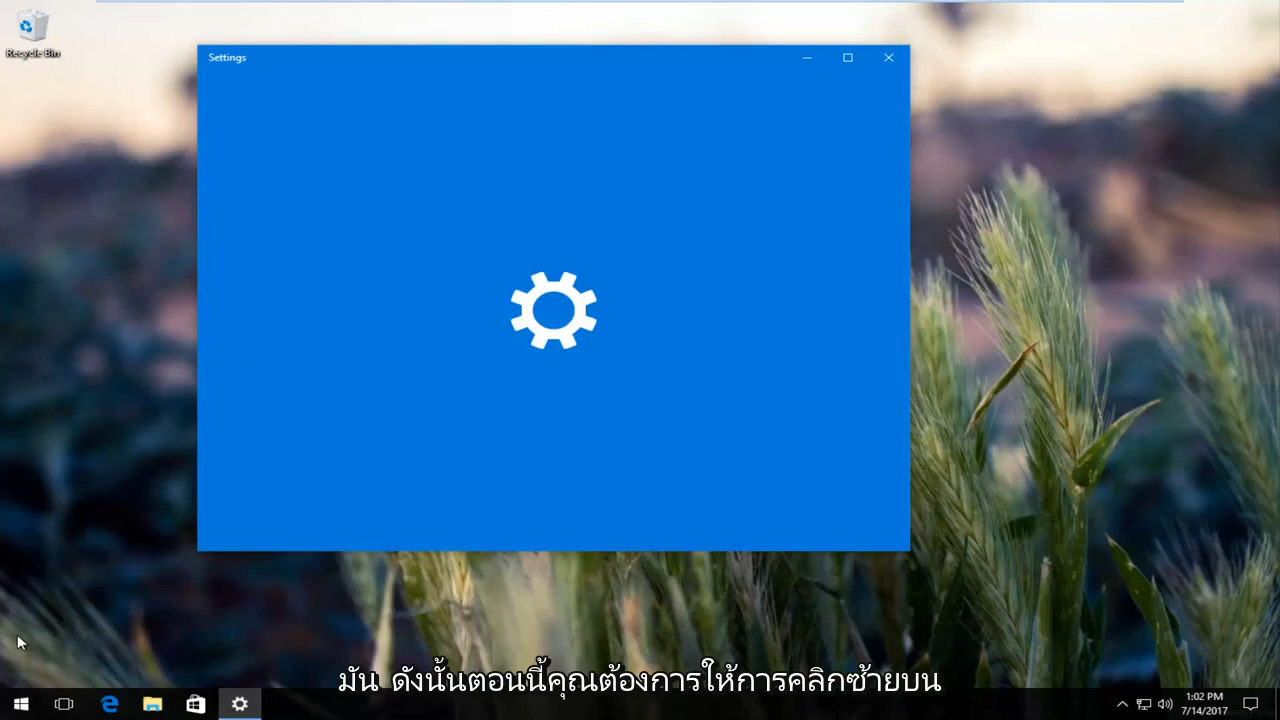 Recycle Bin
Settings
มัน ดังนั้นตอนนี้คุณต้องการให้การคลิกซ้ายบน
1:02 PM
7/14/2017